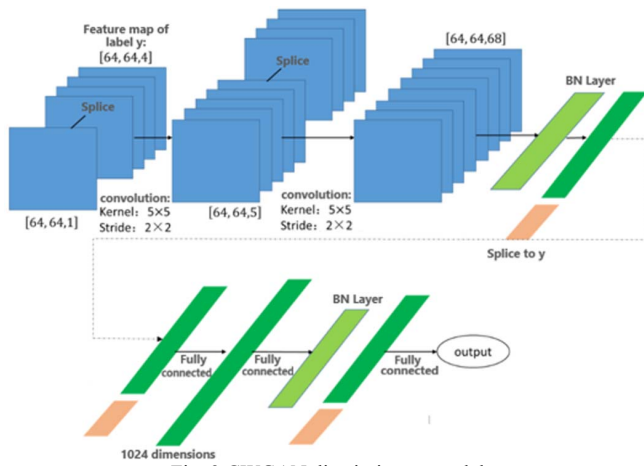 Feature map of
label y:
[64, 64,4]
Splice
Splice
[64,64,68]
BN Layer
[64, 64,1]
convolution:
Kernel: 5×5
Stride: 2×2
[64, 64,5]
convolution:
Kernel: 5×5
Stride: 2×2
Splice to y
BN Layer
Fully
connected
Fully
connected
Fully
connected
output
1024 dimensions